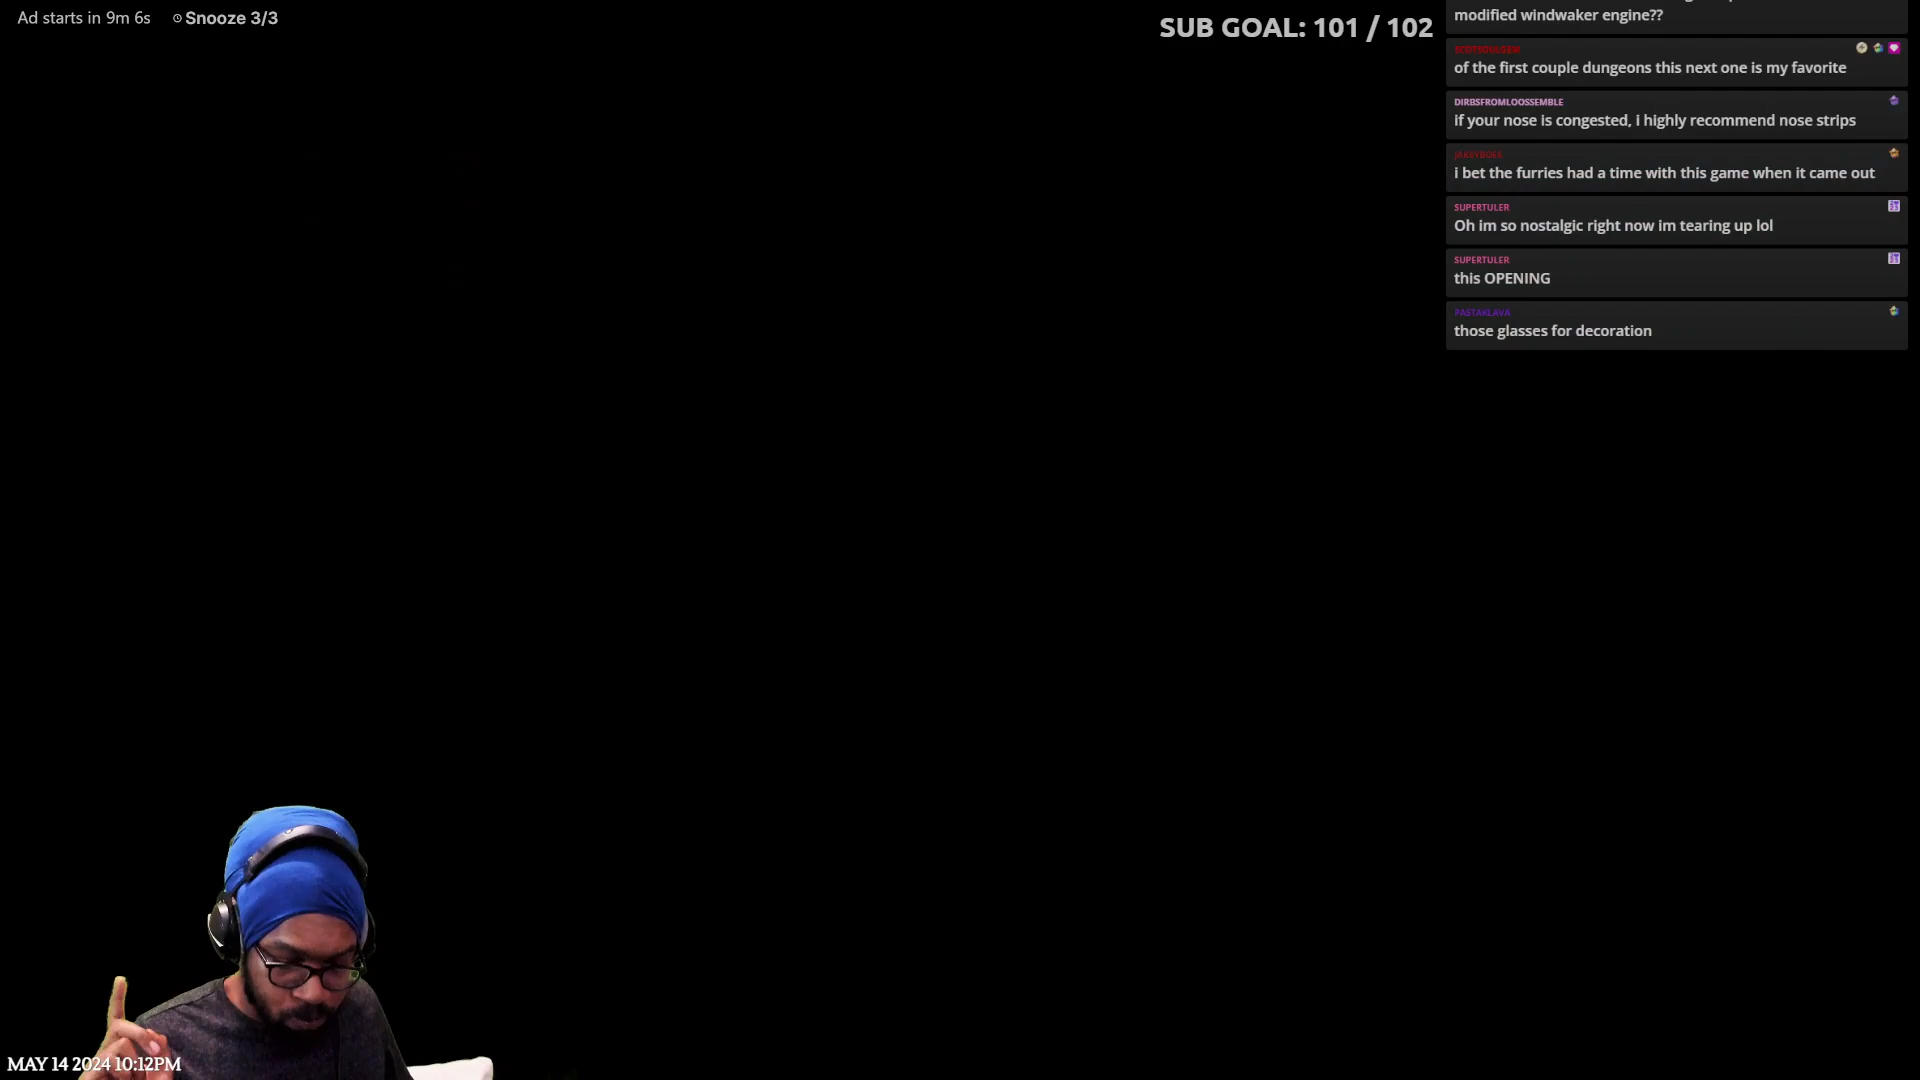 Ad starts in 9m 6s
Snooze 3/3
SUB GOAL: 101 / 102
modified windwaker engine??
of the first couple dungeons this next one is my favorite
DIRBSFROMLOOSSEMBLE
if your nose is congested, i highly recommend nose strips
JAKEYBOEE
i bet the furries had a time with this game when it came out
SUPERTULER
Oh im so nostalgic right now im tearing up lol
SUPERTULER
this OPENING
PASTAKLAVA
those glasses for decoration
MAY 14 2024 10:12PM